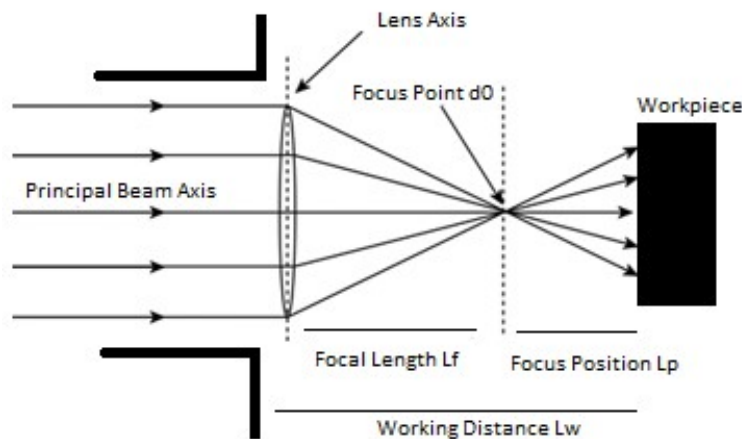 Lens Axis
Focus Point d0
Workpiece
Principal Beam Axis
Focal Length Lf
Focus Position Lp
Working Distance Lw